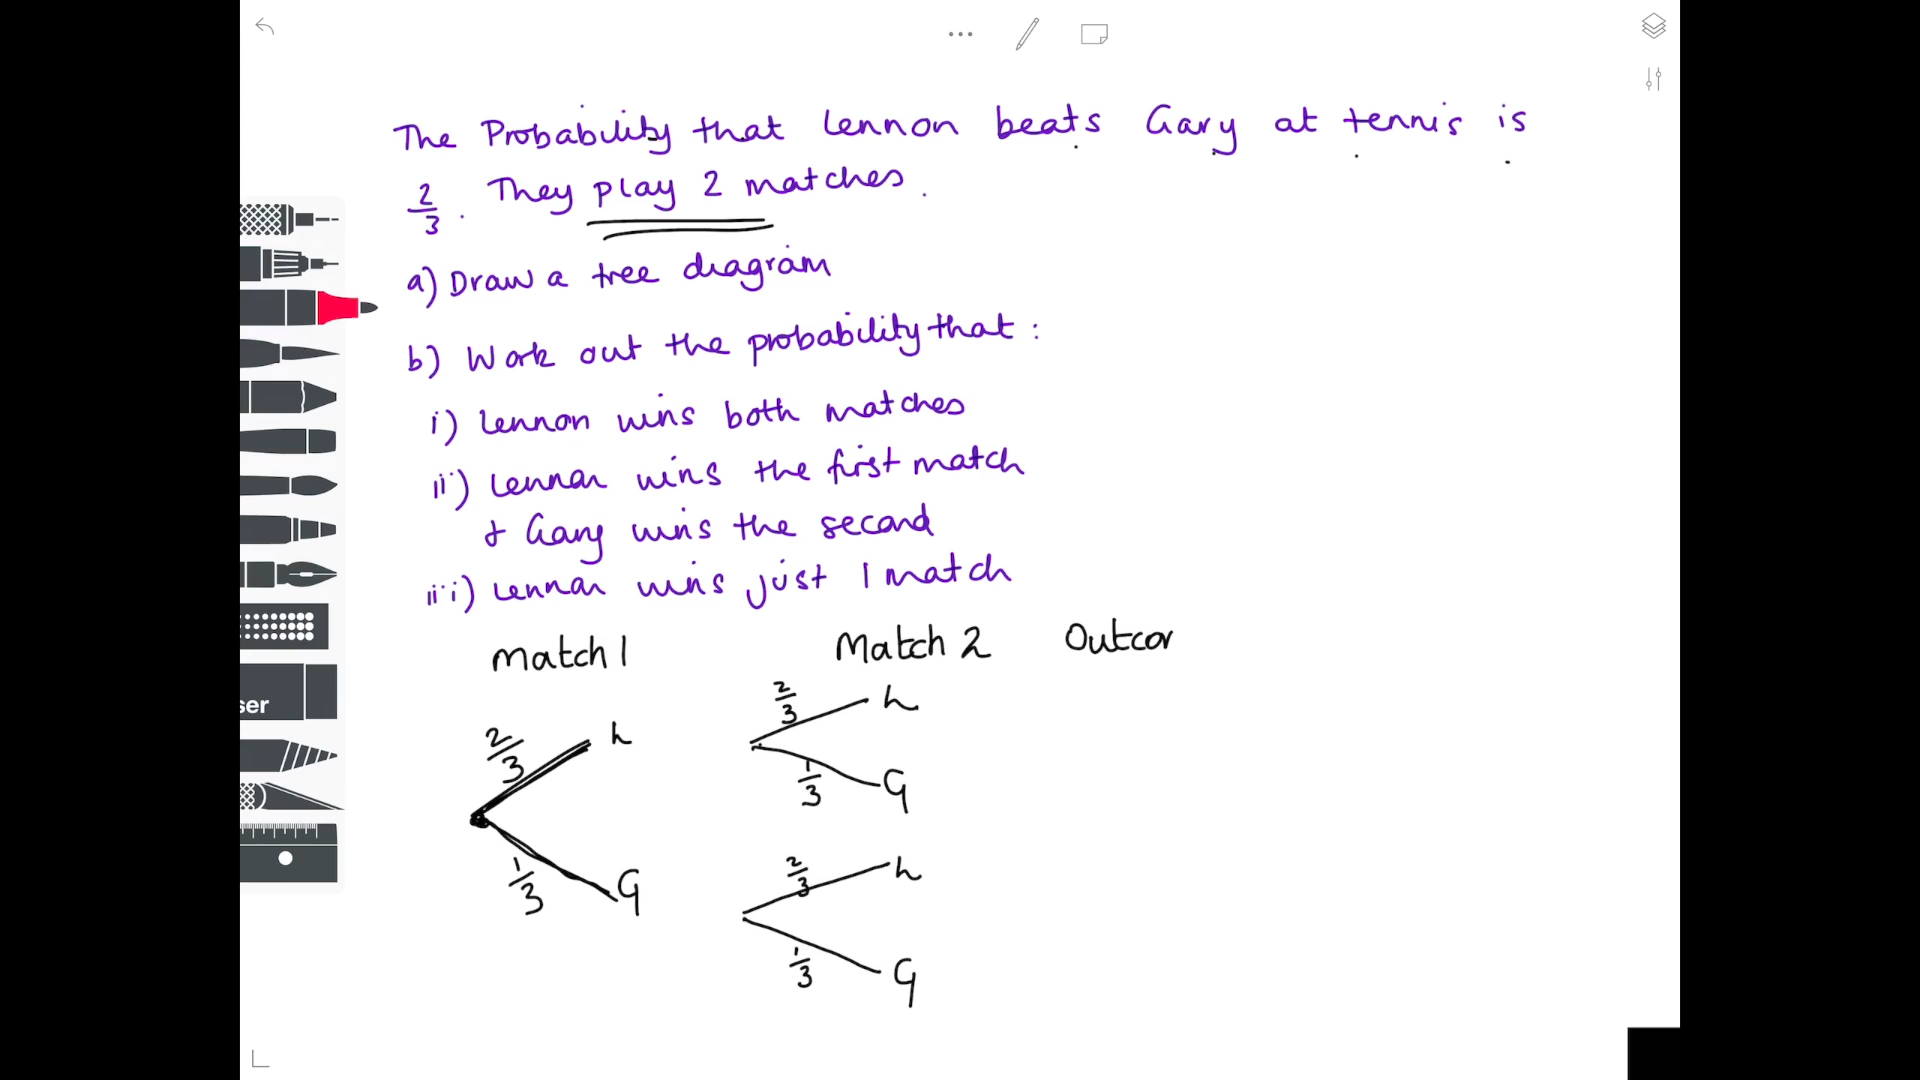 The Probability that Lennon beats Gary at tennis is
2/3. They play 2 matches.
a) Draw a tree diagram
b) Work out the probability that:
i) Lennon wins both matches
ii) Lennon wins the first match
& Gary wins the second
iii) Lennon wins just 1 match
Match 1 Match 2 Outcom
2/3 L
1/3 G
2/3 L
1/3 G
2/3 L
1/3 G
ser